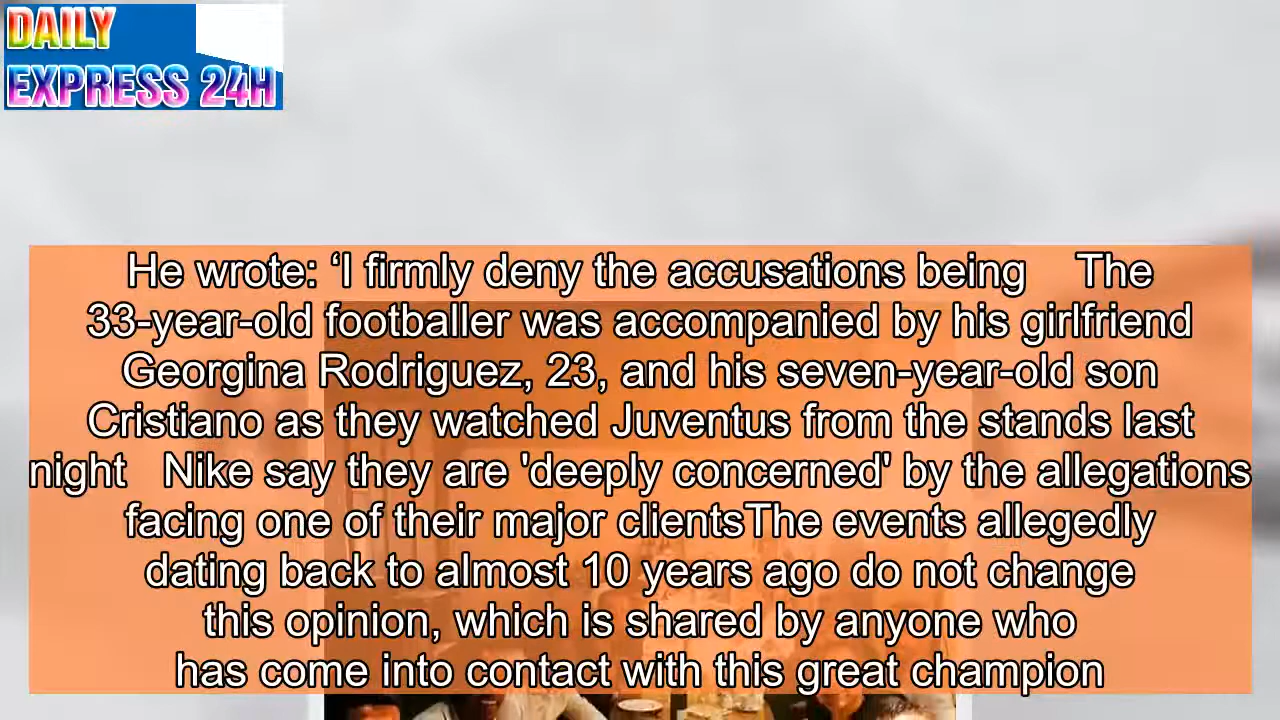 DAILY
EXPRESS 24H
He wrote: ‘I firmly deny the accusations being    The
33-year-old footballer was accompanied by his girlfriend
Georgina Rodriguez, 23, and his seven-year-old son
Cristiano as they watched Juventus from the stands last
night   Nike say they are 'deeply concerned' by the allegations
facing one of their major clientsThe events allegedly
dating back to almost 10 years ago do not change
this opinion, which is shared by anyone who
has come into contact with this great champion